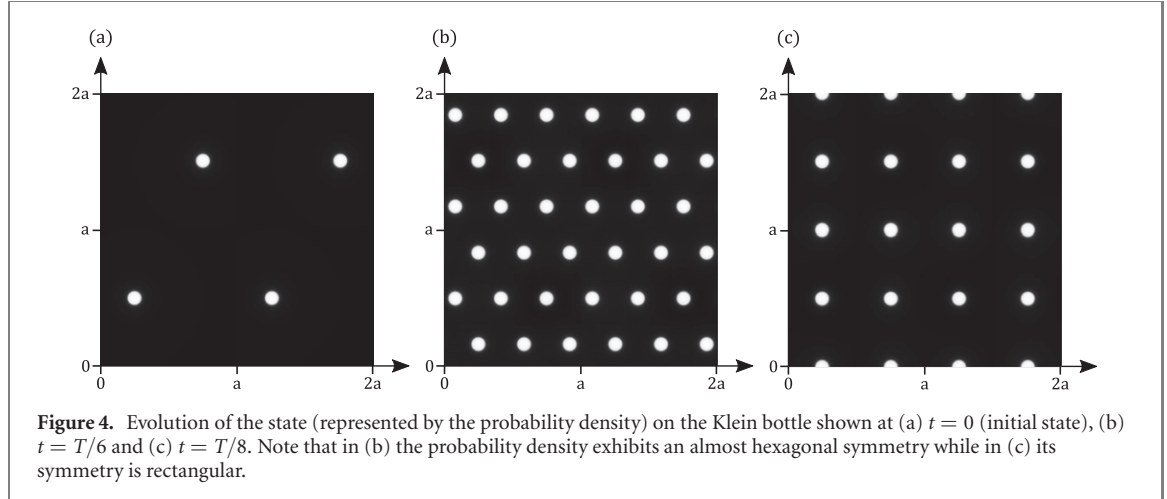 (a)
(b)
(c)
2a
a
0
0
a
2a
2a
a
0
0
a
2a
2a
a
0
0
a
2a
Figure 4. Evolution of the state (represented by the probability density) on the Klein bottle shown at (a) t = 0 (initial state), (b)
t = T/6 and (c) t = T/8. Note that in (b) the probability density exhibits an almost hexagonal symmetry while in (c) its
symmetry is rectangular.